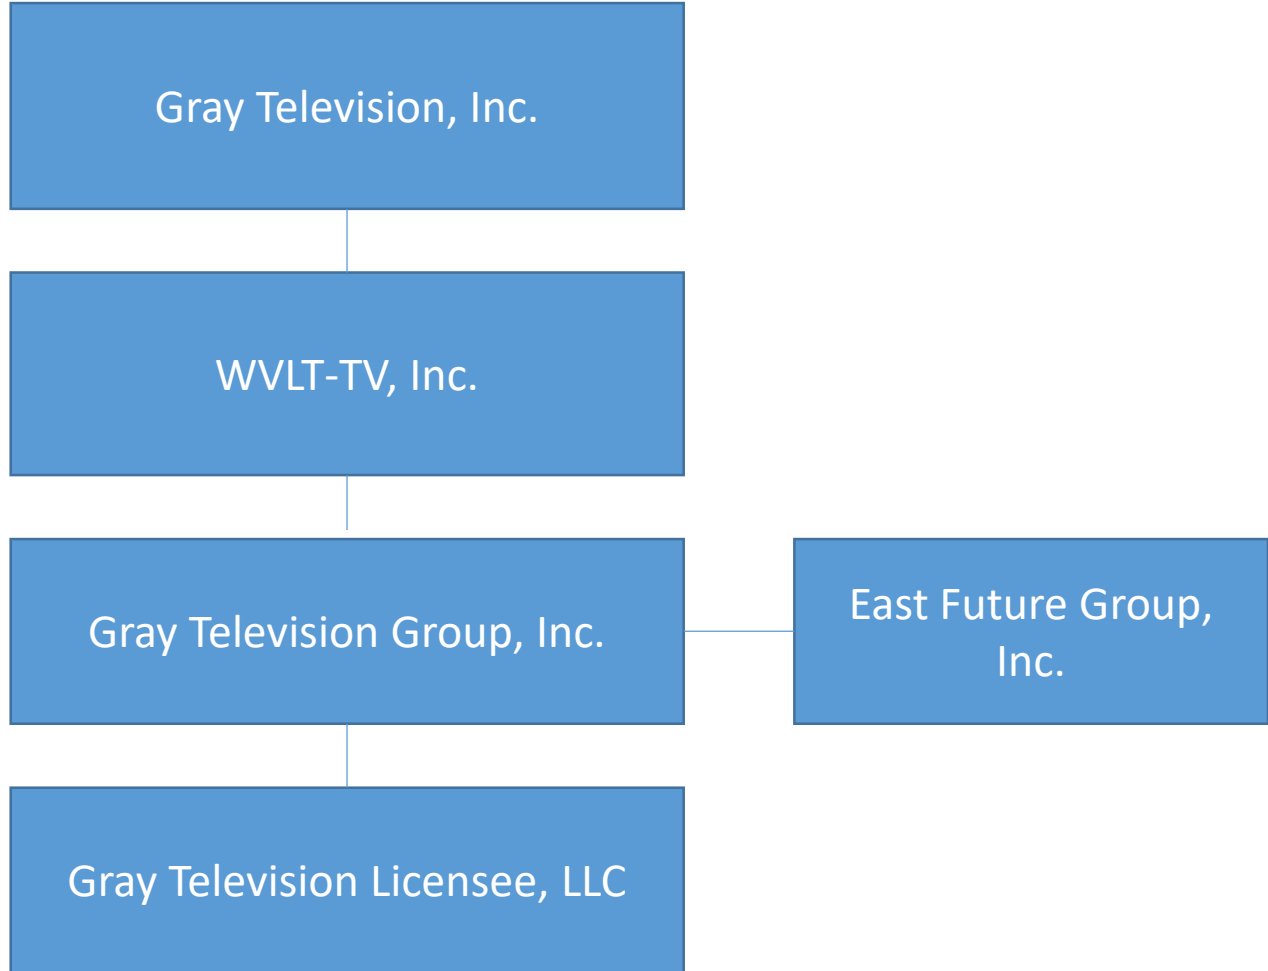 Gray Television, Inc.
WVLT-TV, Inc.
Gray Television Group, Inc.
East Future Group,
Inc.
Gray Television Licensee, LLC